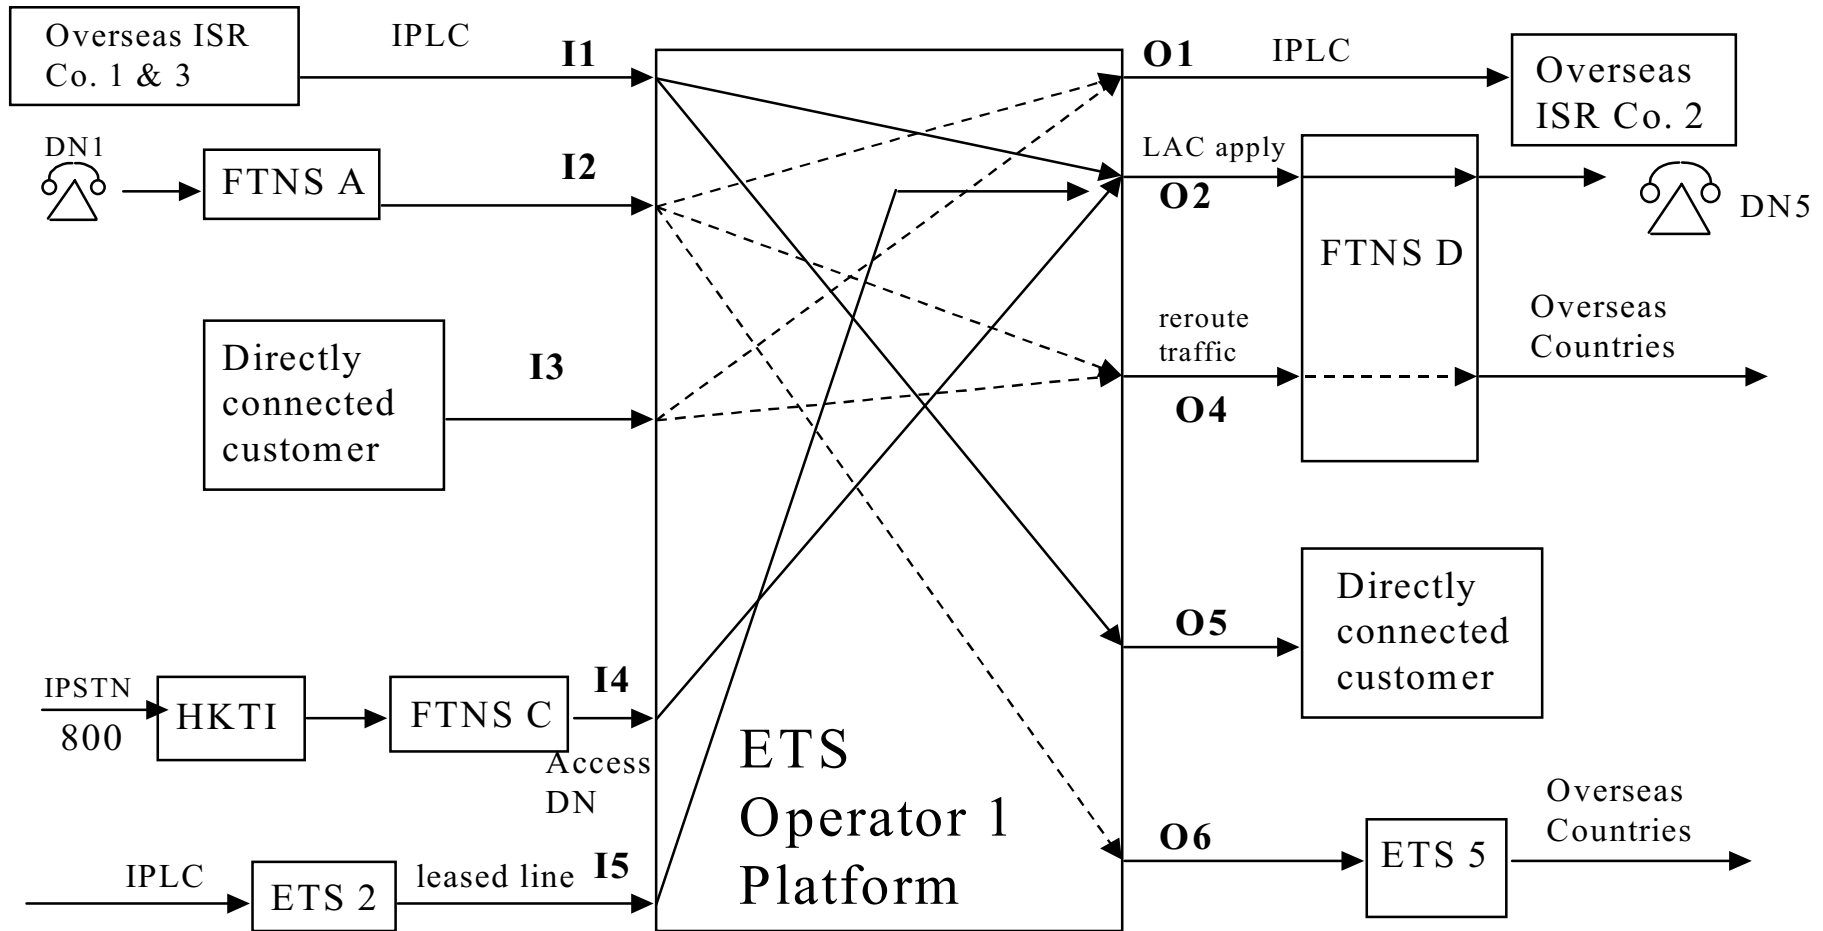 Overseas ISR
Co. 1 & 3
IPLC
I1
O1
IPLC
Overseas
ISR Co. 2
DN1
FTNS A
I2
LAC apply
O2
DN5
FTNS D
Directly
connected
customer
I3
reroute
traffic
O4
Overseas
Countries
O5
Directly
connected
customer
IPSTN
800
HKTI
FTNS C
I4
Access
DN
ETS
Operator 1
Platform
IPLC
ETS 2
leased line
I5
O6
ETS 5
Overseas
Countries